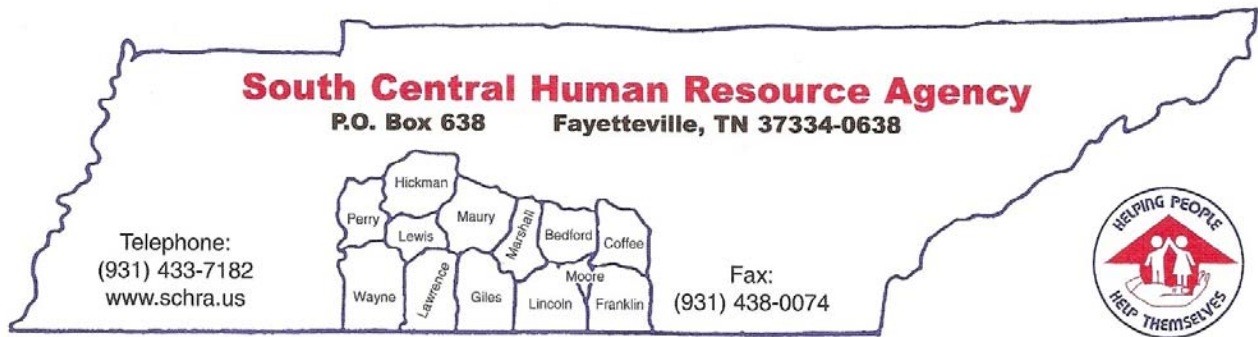 South Central Human Resource Agency
P.O. Box 638 Fayetteville, TN 37334-0638
Hickman
Perry
Maury
Marshall
Lewis
Bedford
Coffee
Moore
Wayne
Lawrence
Giles
Lincoln
Franklin
Telephone:
(931) 433-7182
www.schra.us
Fax:
(931) 438-0074
HELPING PEOPLE
HELP THEMSELVES